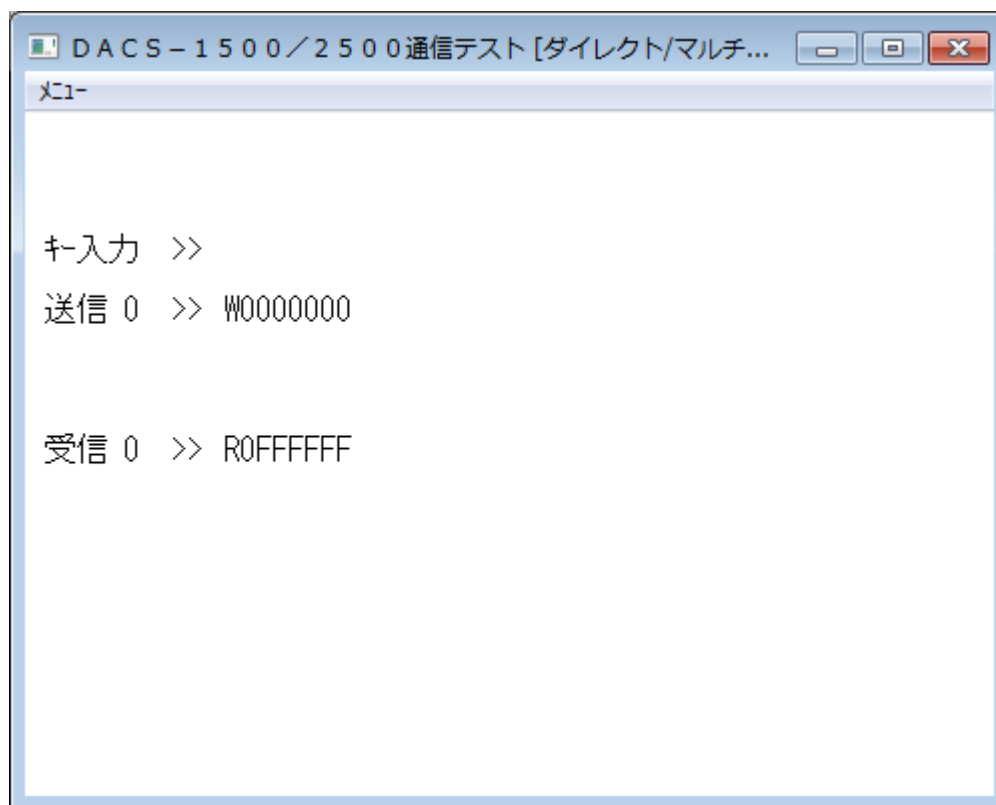 ＤＡＣＳ－１５００／２５００通信テスト [ダイレクト/マルチ...
ﾒﾆｭｰ
ｷｰ入力 >>
送信 0 >> W0000000
受信 0 >> R0FFFFFF